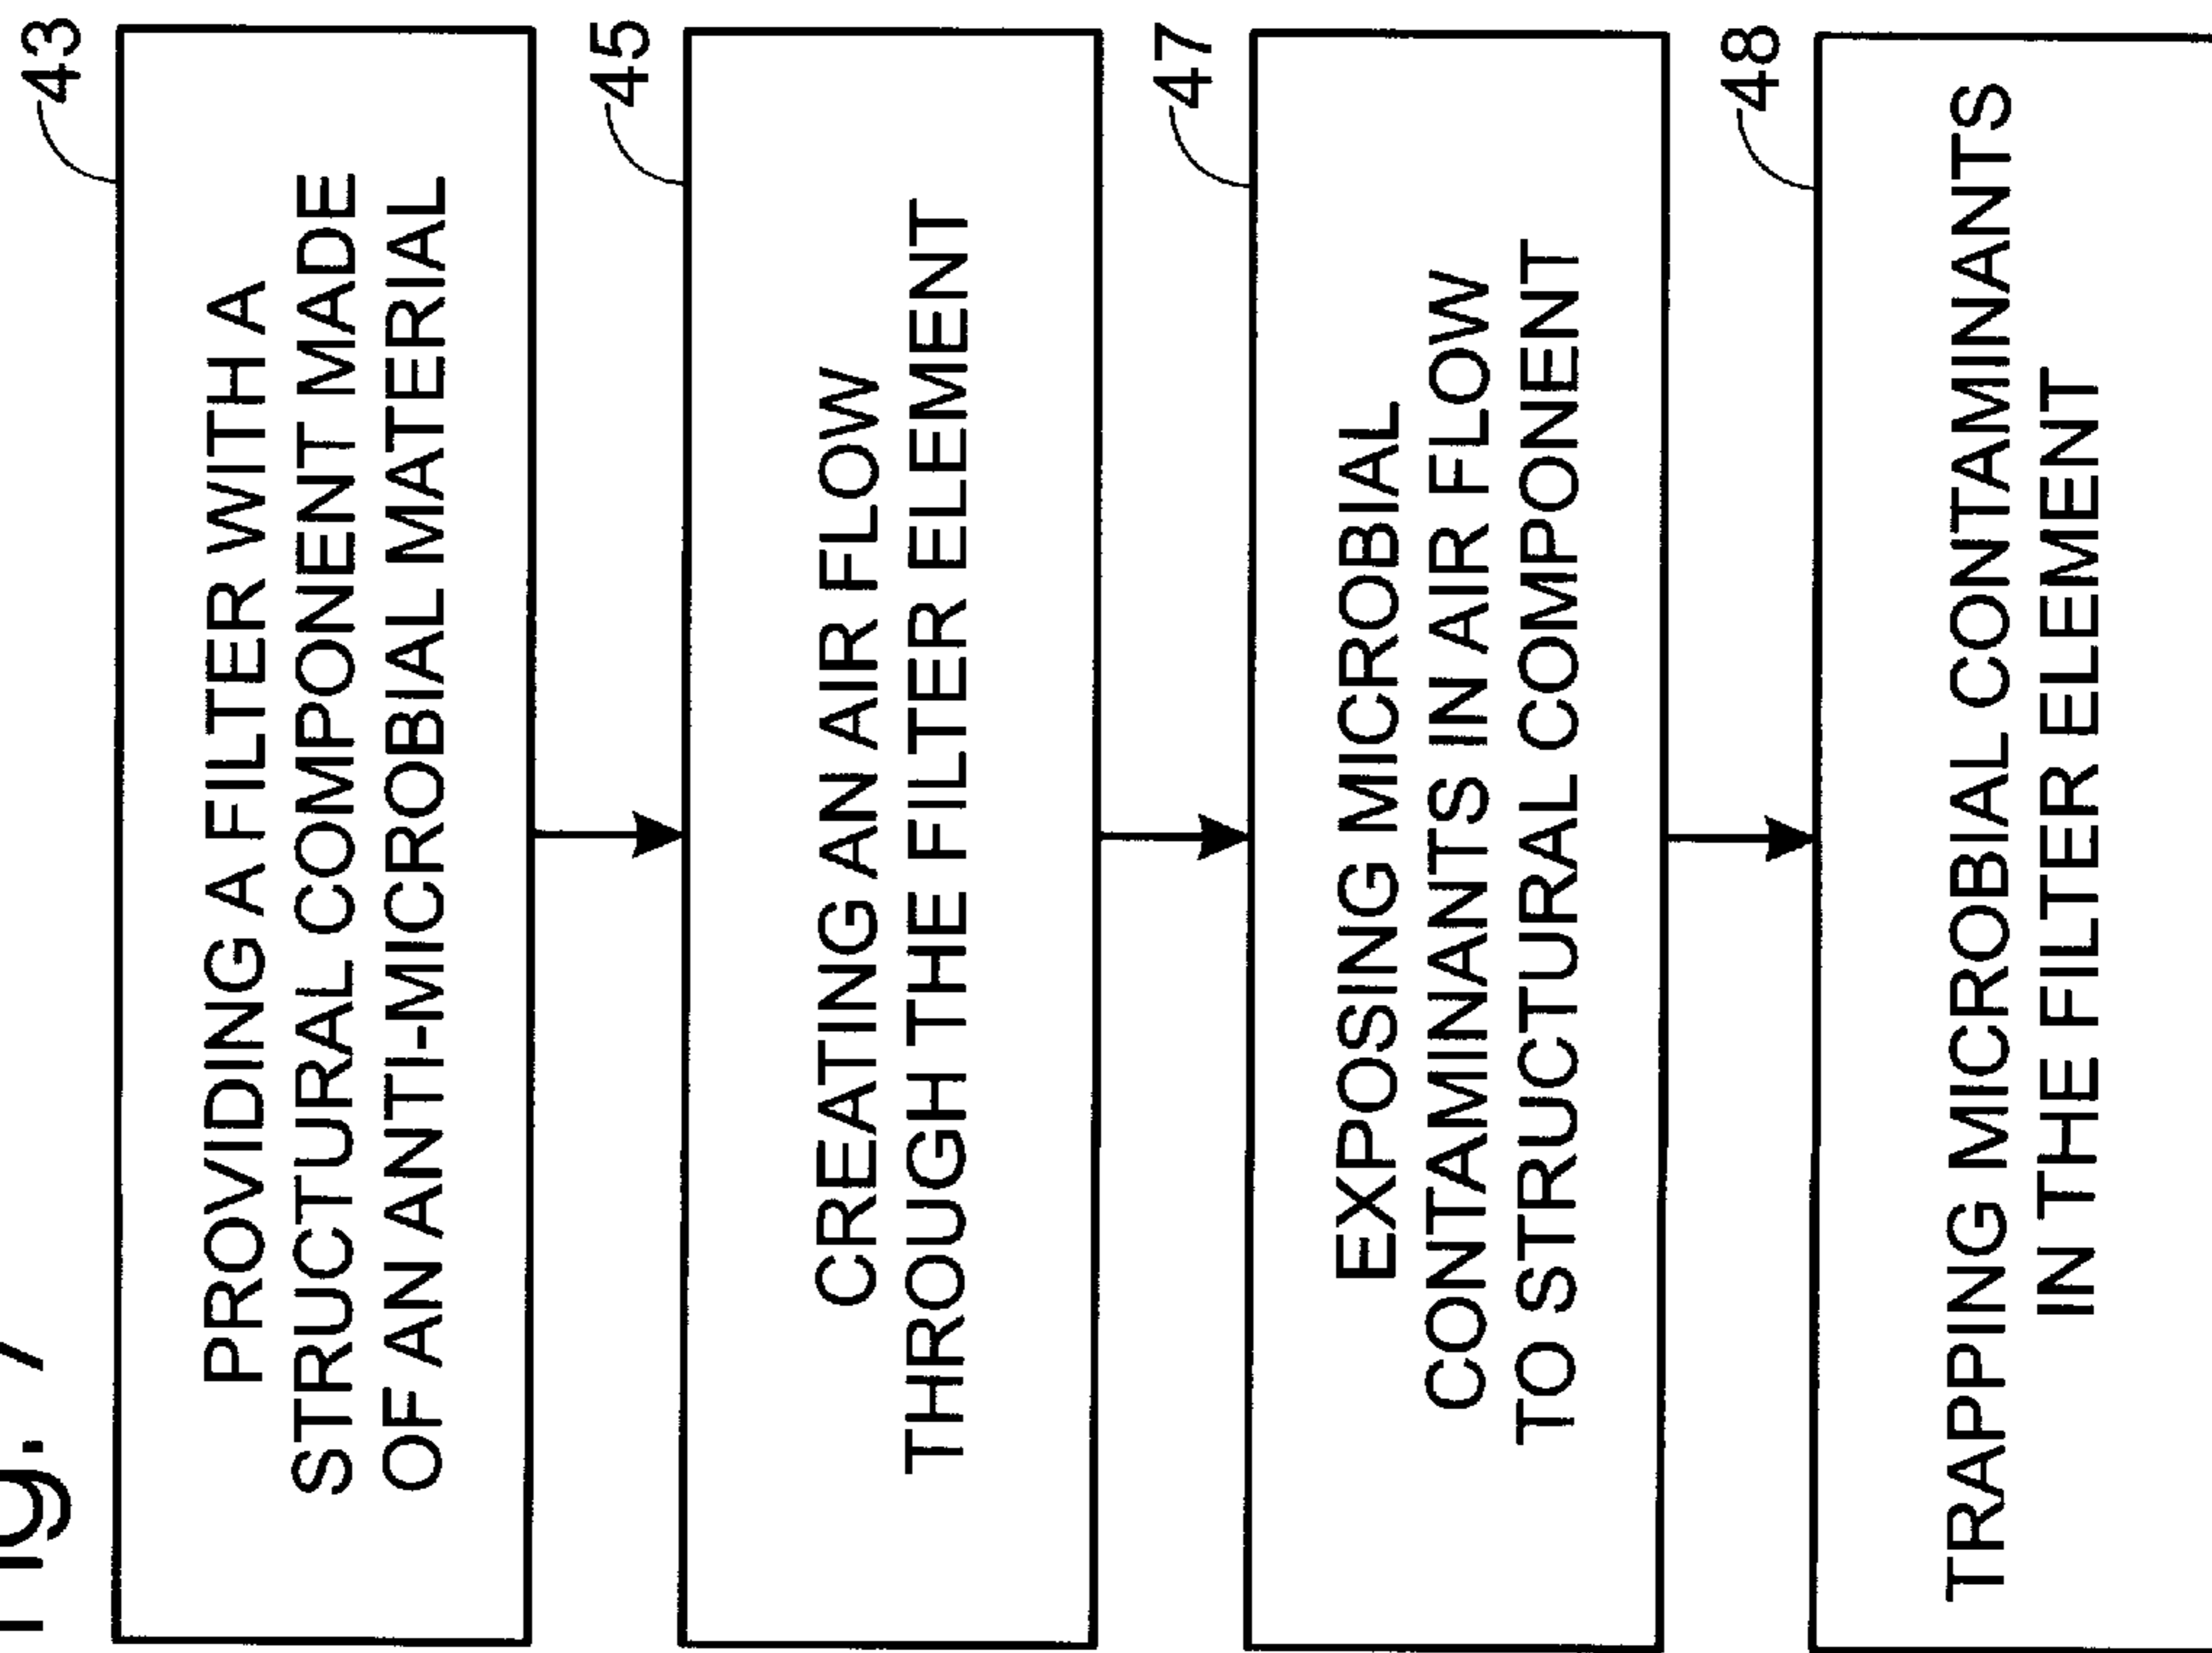 Fig. 7
43
PROVIDING A FILTER WITH A
STRUCTURAL COMPONENT MADE
OF AN ANTI-MICROBIAL MATERIAL
45
CREATING AN AIR FLOW
THROUGH THE FILTER ELEMENT
47
EXPOSING MICROBIAL
CONTAMINANTS IN AIR FLOW
TO STRUCTURAL COMPONENT
48
TRAPPING MICROBIAL CONTAMINANTS
IN THE FILTER ELEMENT